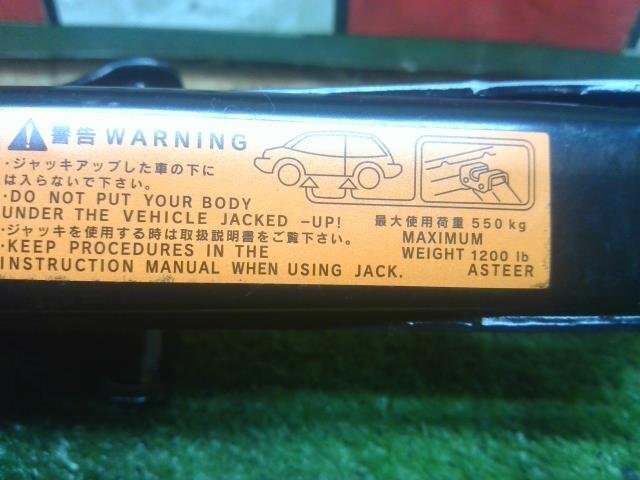 警告 WARNING
・ジャッキアップした車の下に
は入らないで下さい。
・DO NOT PUT YOUR BODY
UNDER THE VEHICLE JACKED -UP!
・ジャッキを使用する時は取扱説明書をご覧下さい。
・KEEP PROCEDURES IN THE
INSTRUCTION MANUAL WHEN USING JACK.
最大使用荷重 550kg
MAXIMUM
WEIGHT 1200 lb
ASTEER